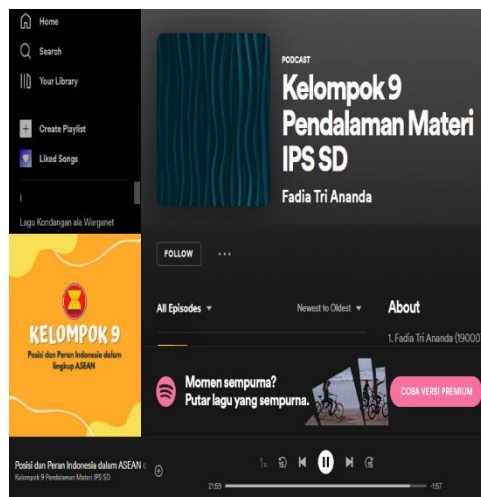 Home
Search
Your Library
Create Playlist
Liked Songs
Lagu Kondangan ala Warganet
KELOMPOK 9
Posisi dan Peran Indonesia dalam
lingkup ASEAN
PODCAST
Kelompok 9
Pendalaman Materi
IPS SD
Fadia Tri Ananda
FOLLOW
All Episodes
Newest to Oldest
About
1. Fadia Tri Ananda (19000
Momen sempurna?
Putar lagu yang sempurna.
COBA VERSI PREMIUM
Posisi dan Peran Indonesia dalam ASEAN
Kelompok 9 Pendalaman Materi IPS SD
1x
15
15
21:59
-1:57